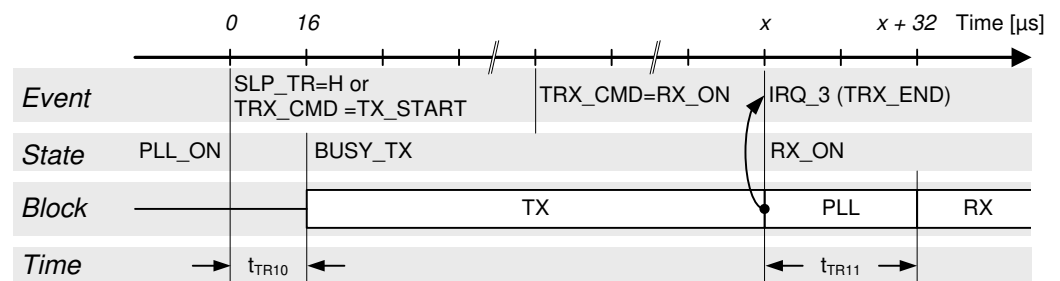 0 16 x x + 32 Time [µs]
Event SLP_TR=H or TRX_CMD=RX_ON IRQ_3 (TRX_END)
TRX_CMD =TX_START
State PLL_ON BUSY_TX RX_ON
Block TX PLL RX
Time tTR10 tTR11